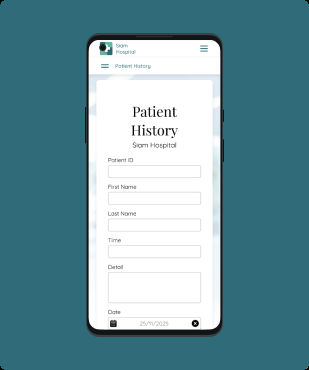 Siam
Hospital
Patient History
Patient
History
Siam Hospital
Patient ID
First Name
Last Name
Time
Detail
Date
25/11/2025